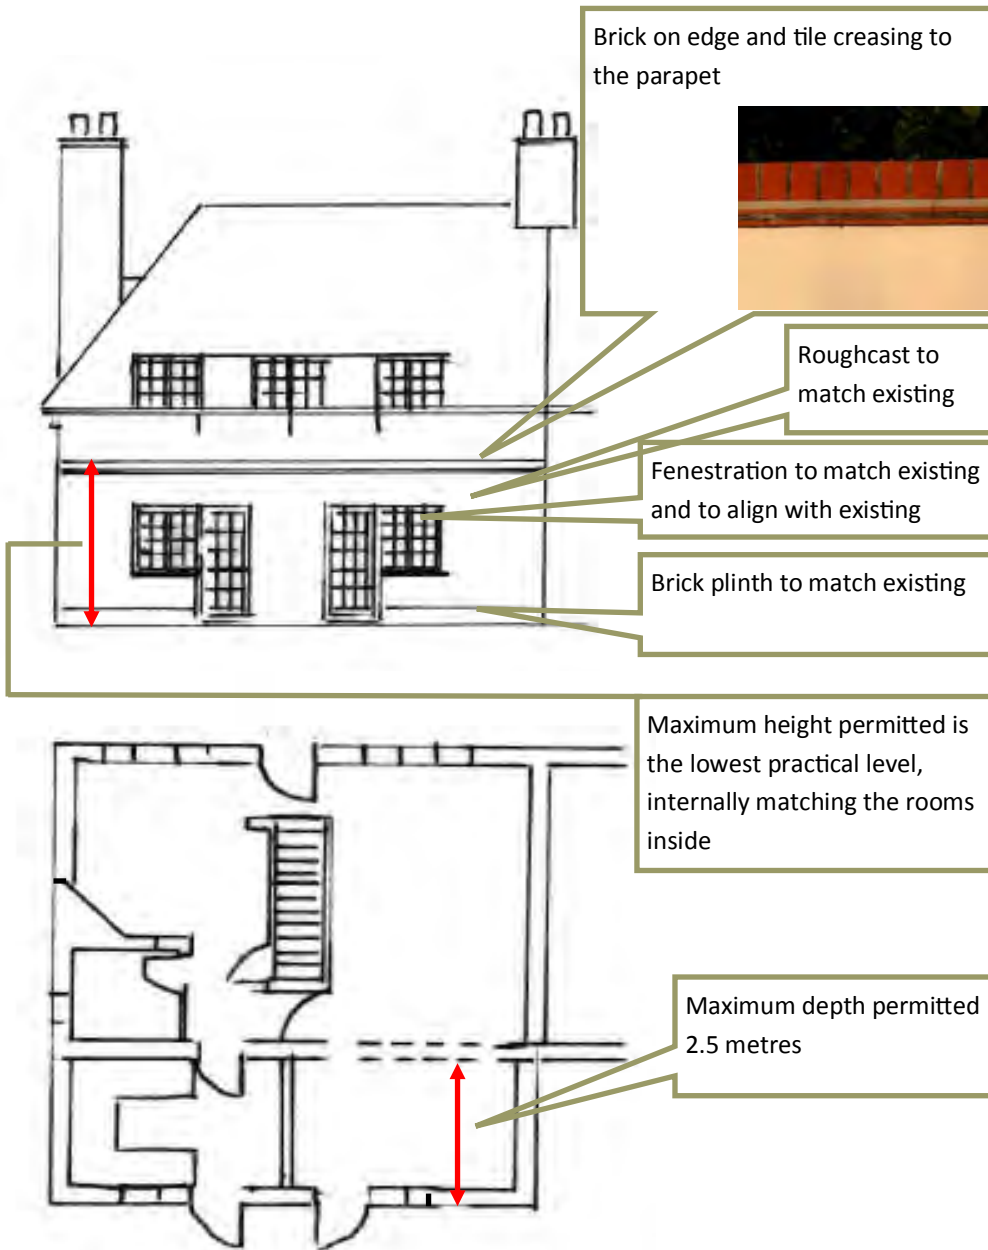 Brick on edge and tile creasing to
the parapet
Roughcast to
match existing
Fenestration to match existing
and to align with existing
Brick plinth to match existing
Maximum height permitted is
the lowest practical level,
internally matching the rooms
inside
Maximum depth permitted
2.5 metres